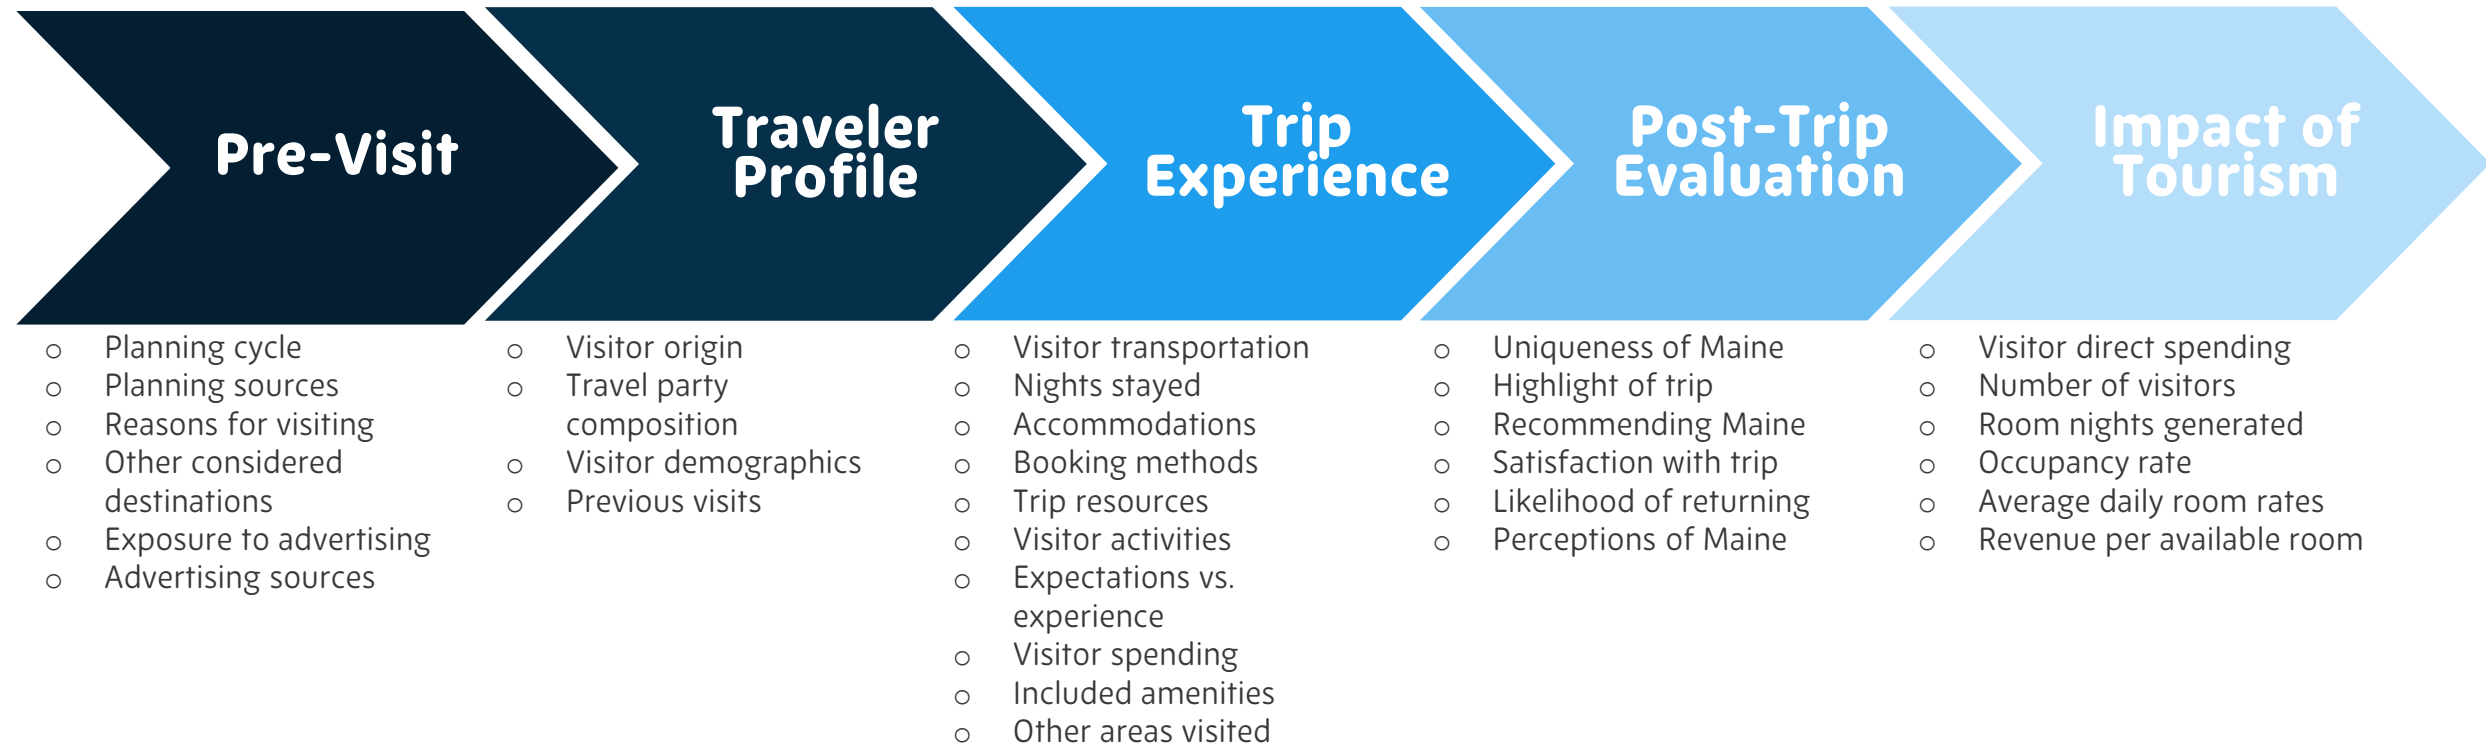 Pre-Visit
Traveler
Profile
Trip
Experience
Post-Trip
Evaluation
Impact of
Tourism
o Planning cycle
o Planning sources
o Reasons for visiting
o Other considered
destinations
o Exposure to advertising
o Advertising sources
o Visitor origin
o Travel party
composition
o Visitor demographics
o Previous visits
o Visitor transportation
o Nights stayed
o Accommodations
o Booking methods
o Trip resources
o Visitor activities
o Expectations vs.
experience
o Visitor spending
o Included amenities
o Other areas visited
o Uniqueness of Maine
o Highlight of trip
o Recommending Maine
o Satisfaction with trip
o Likelihood of returning
o Perceptions of Maine
o Visitor direct spending
o Number of visitors
o Room nights generated
o Occupancy rate
o Average daily room rates
o Revenue per available room